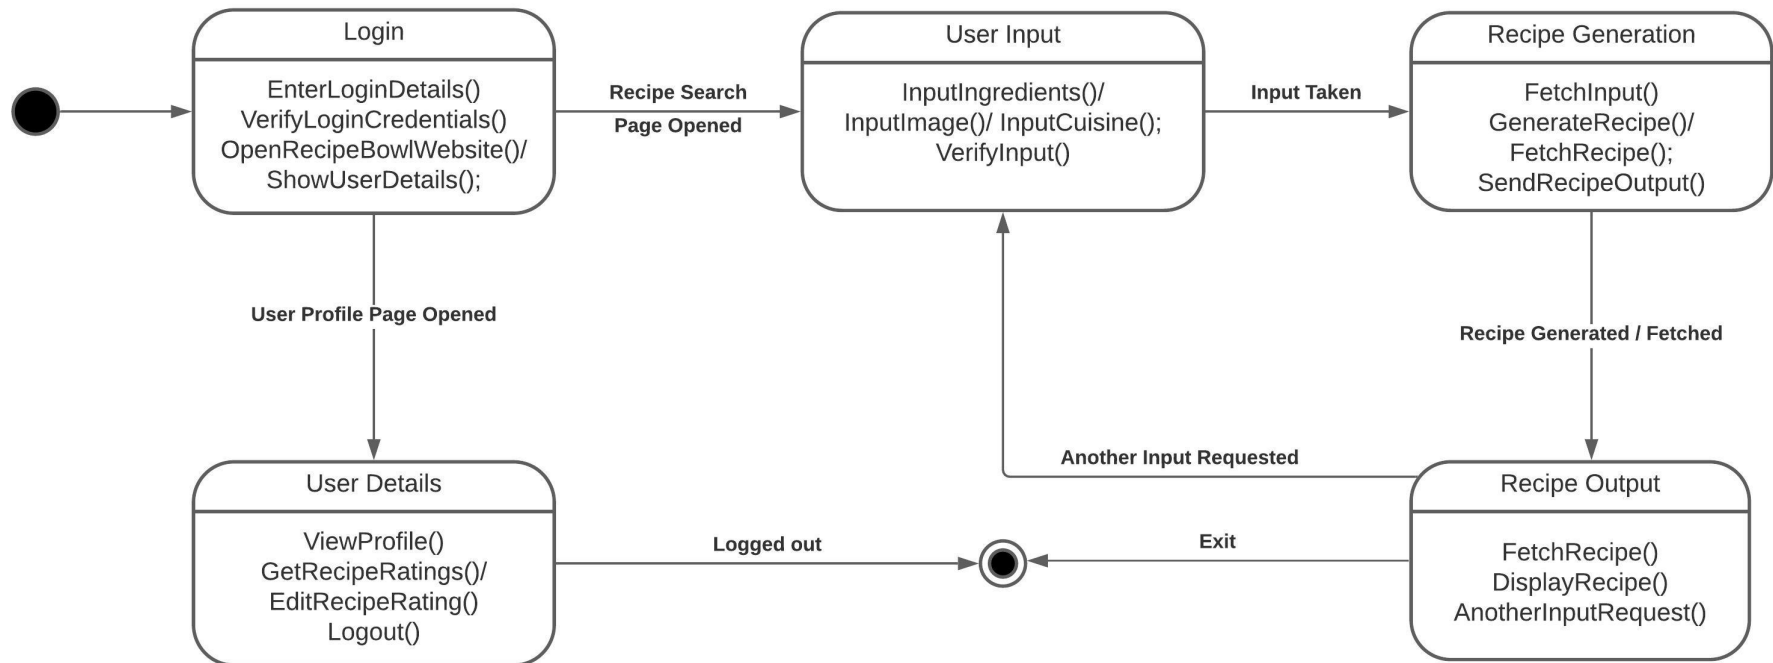 Login
EnterLoginDetails()
VerifyLoginCredentials()
OpenRecipeBowlWebsite()/
ShowUserDetails();
Recipe Search
Page Opened
User Input
InputIngredients()/
InputImage()/ InputCuisine();
VerifyInput()
Input Taken
Recipe Generation
FetchInput()
GenerateRecipe()/
FetchRecipe();
SendRecipeOutput()
User Profile Page Opened
Recipe Generated / Fetched
Another Input Requested
User Details
ViewProfile()
GetRecipeRatings()/
EditRecipeRating()
Logout()
Logged out
Exit
Recipe Output
FetchRecipe()
DisplayRecipe()
AnotherInputRequest()